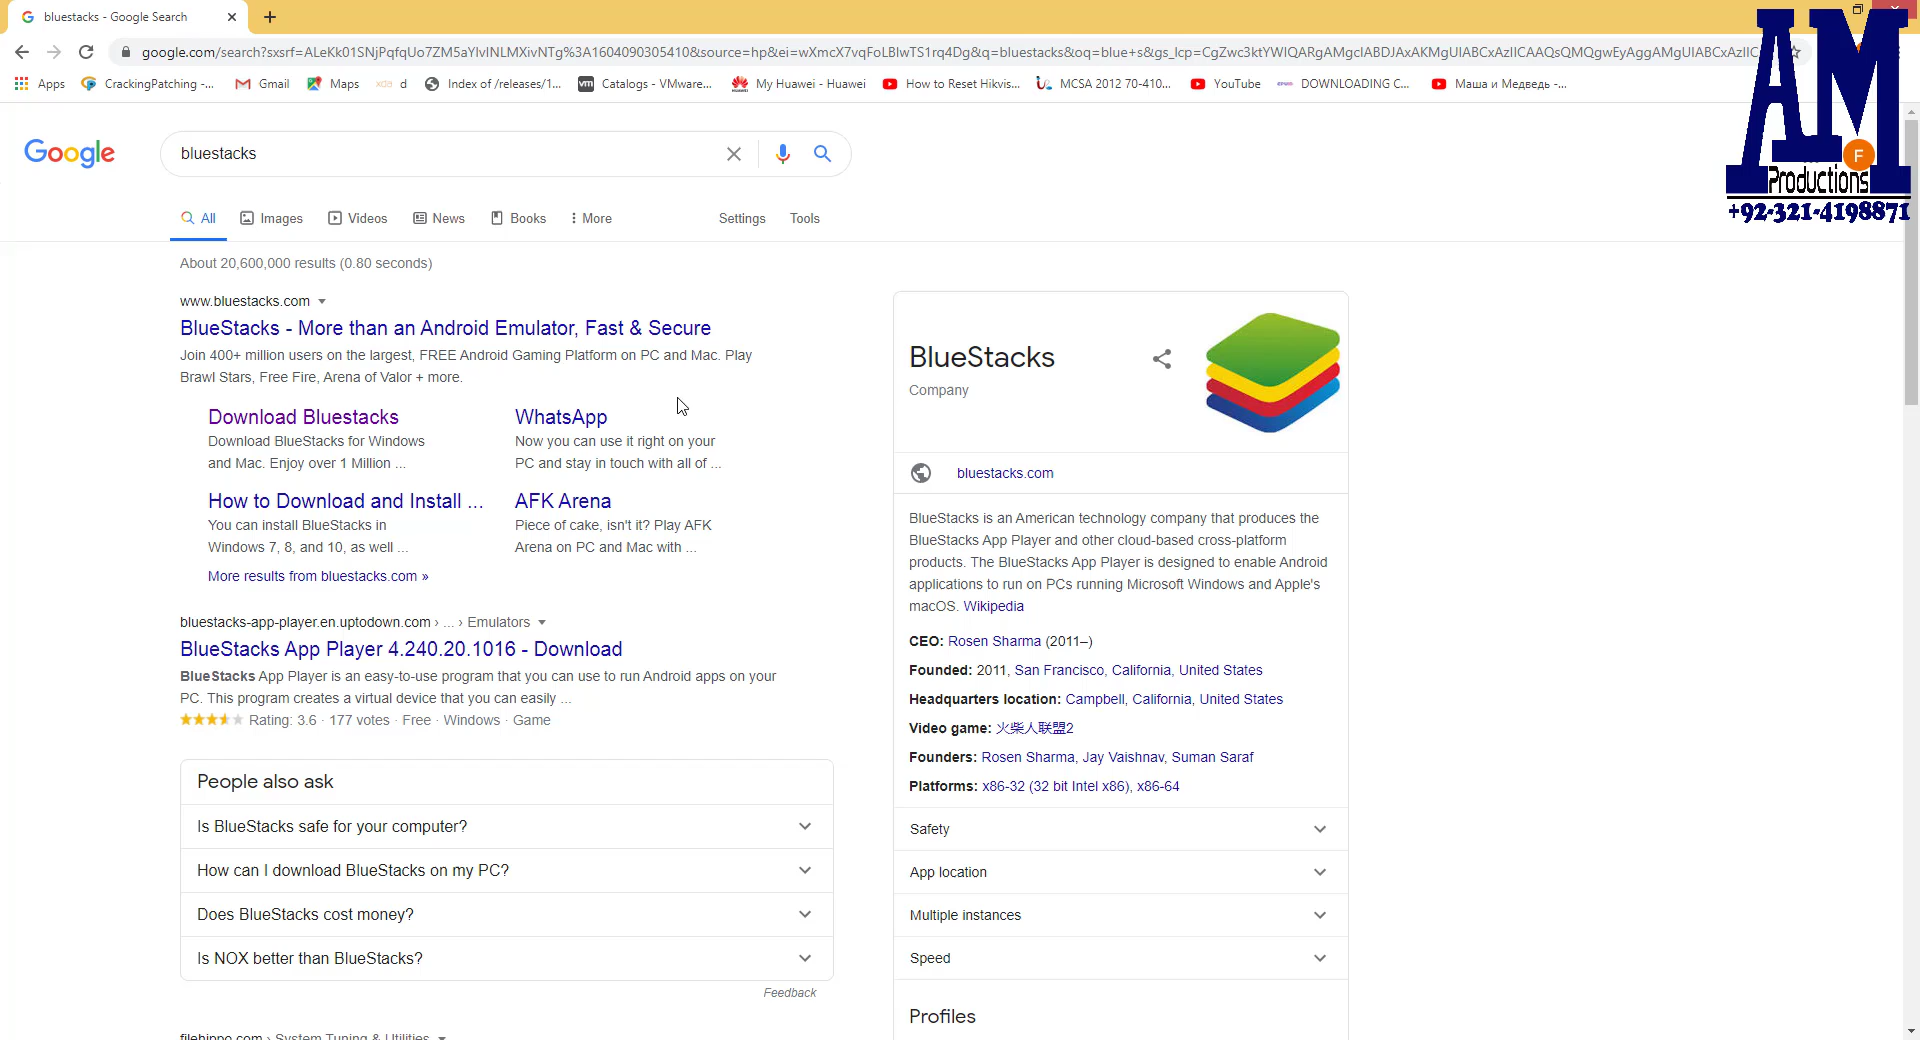 bluestacks - Google Search
google.com/search?sxsrf=ALeKk01SNjPqfqUo7ZM5aYIvINLMXivNTg%3A1604090305410&source=hp&ei=wXmcX7vqFoLBlwTS1rq4Dg&q=bluestacks&oq=blue+s&gs_lcp=CgZwc3ktYWIQARgAMgcIABDJAxAKMgUIABCxAzIICAAQsQMQgwEyAggAMgUIABCxAzIIC
Apps CrackingPatching -... Gmail Maps d Index of /releases/1... Catalogs - VMware... My Huawei - Huawei How to Reset Hikvis... MCSA 2012 70-410... YouTube DOWNLOADING C... Маша и Медведь -...
AM
F
Productions
+92-321-4198871
Google bluestacks
All Images Videos News Books More Settings Tools
About 20,600,000 results (0.80 seconds)
www.bluestacks.com
BlueStacks - More than an Android Emulator, Fast & Secure
Join 400+ million users on the largest, FREE Android Gaming Platform on PC and Mac. Play
Brawl Stars, Free Fire, Arena of Valor + more.
Download Bluestacks
Download BlueStacks for Windows
and Mac. Enjoy over 1 Million ...
WhatsApp
Now you can use it right on your
PC and stay in touch with all of ...
How to Download and Install ...
You can install BlueStacks in
Windows 7, 8, and 10, as well ...
AFK Arena
Piece of cake, isn't it? Play AFK
Arena on PC and Mac with ...
More results from bluestacks.com »
bluestacks-app-player.en.uptodown.com › ... › Emulators
BlueStacks App Player 4.240.20.1016 - Download
BlueStacks App Player is an easy-to-use program that you can use to run Android apps on your
PC. This program creates a virtual device that you can easily ...
Rating: 3.6 · 177 votes · Free · Windows · Game
People also ask
Is BlueStacks safe for your computer?
How can I download BlueStacks on my PC?
Does BlueStacks cost money?
Is NOX better than BlueStacks?
Feedback
filehippo.com › System Tuning & Utilities
BlueStacks
Company
bluestacks.com
BlueStacks is an American technology company that produces the
BlueStacks App Player and other cloud-based cross-platform
products. The BlueStacks App Player is designed to enable Android
applications to run on PCs running Microsoft Windows and Apple's
macOS. Wikipedia
CEO: Rosen Sharma (2011–)
Founded: 2011, San Francisco, California, United States
Headquarters location: Campbell, California, United States
Video game: 火柴人联盟2
Founders: Rosen Sharma, Jay Vaishnav, Suman Saraf
Platforms: x86-32 (32 bit Intel x86), x86-64
Safety
App location
Multiple instances
Speed
Profiles